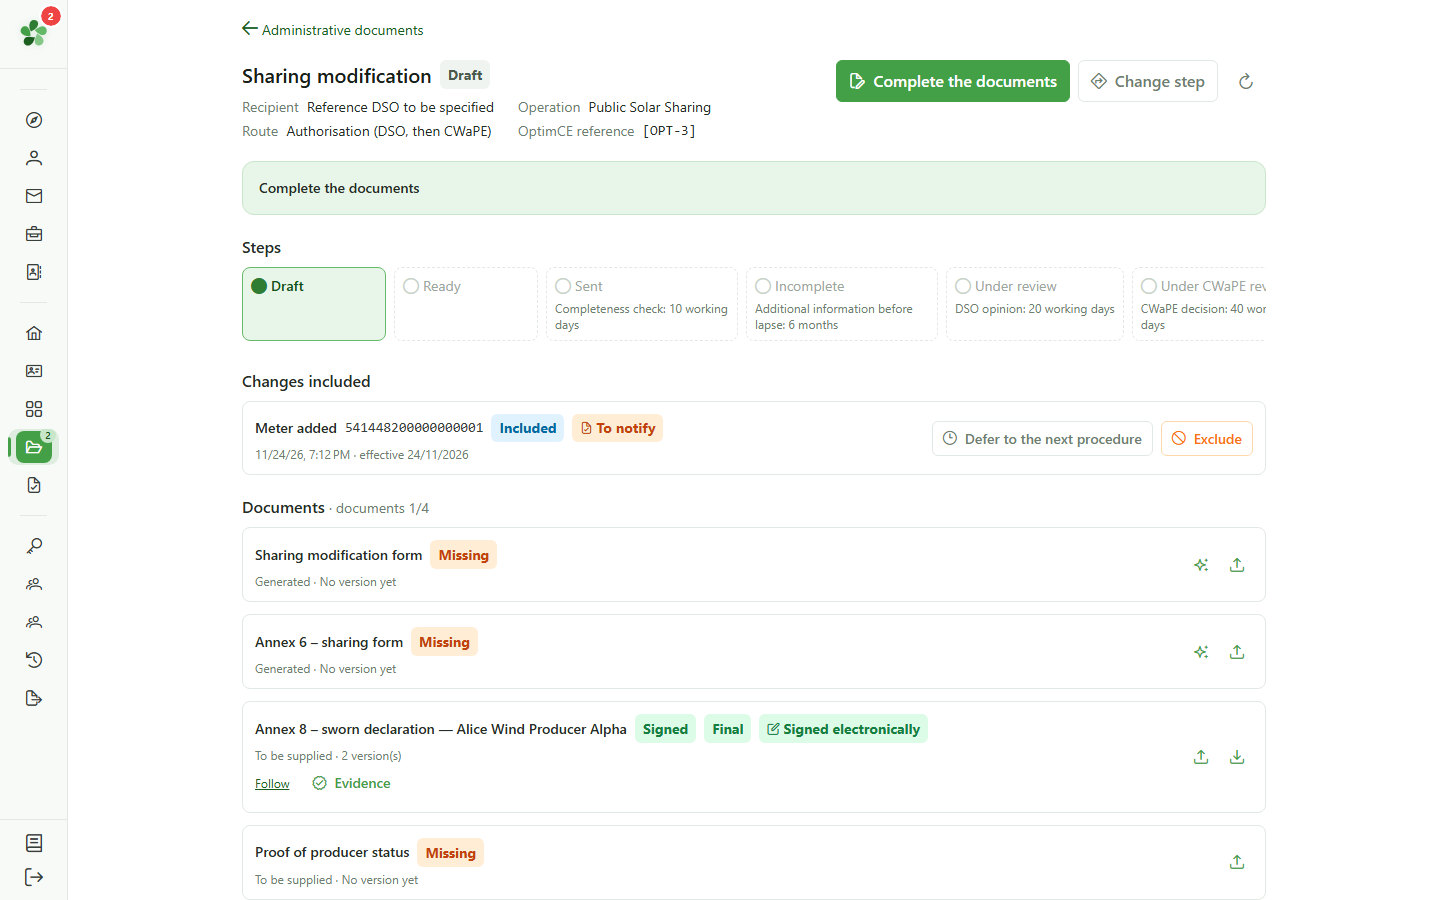 2
Administrative documents
Sharing modification Draft
Complete the documents
Change step
Recipient Reference DSO to be specified Operation Public Solar Sharing
Route Authorisation (DSO, then CWaPE) OptimCE reference [OPT-3]
Complete the documents
Steps
Draft
Ready
Sent
Completeness check: 10 working
days
Incomplete
Additional information before
lapse: 6 months
Under review
DSO opinion: 20 working days
Under CWaPE rev
CWaPE decision: 40 wor
days
Changes included
Meter added 541448200000000001 Included To notify
11/24/26, 7:12 PM · effective 24/11/2026
Defer to the next procedure
Exclude
2
Documents · documents 1/4
Sharing modification form Missing
Generated · No version yet
Annex 6 – sharing form Missing
Generated · No version yet
Annex 8 – sworn declaration — Alice Wind Producer Alpha Signed Final Signed electronically
To be supplied · 2 version(s)
Follow Evidence
Proof of producer status Missing
To be supplied · No version yet